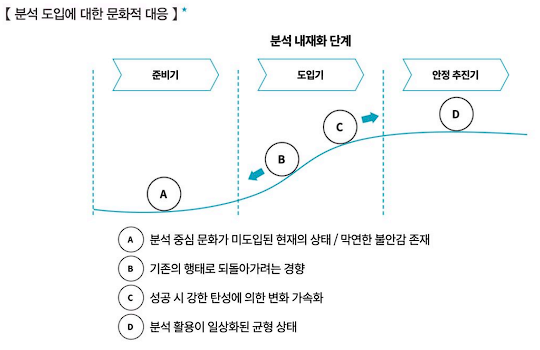 【 분석 도입에 대한 문화적 대응 】 *
분석 내재화 단계
준비기
도입기
안정 추진기
D
C
B
A
A 분석 중심 문화가 미도입된 현재의 상태 / 막연한 불안감 존재
B 기존의 행태로 되돌아가려는 경향
C 성공 시 강한 탄성에 의한 변화 가속화
D 분석 활용이 일상화된 균형 상태